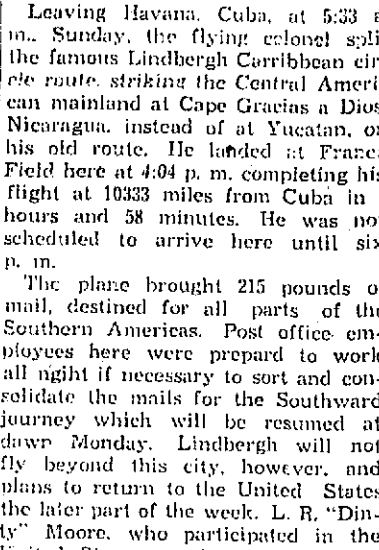 Leaving Havana, Cuba, at 5:33 a
m., Sunday, the flying colonel spli
the famous Lindbergh Carribbean cir
cle route, striking the Central Ameri
can mainland at Cape Gracias a Dios
Nicaragua, instead of at Yucatan, on
his old route. He landed at Franc
Field here at 4:04 p. m. completing his
flight at 10333 miles from Cuba in
hours and 58 minutes. He was no
scheduled to arrive here until six
p. m.
The plane brought 215 pounds o
mail, destined for all parts of the
Southern Americas. Post office em-
ployees here were prepard to work
all ngiht if necessary to sort and con-
solidate the mails for the Southward
journey which will be resumed at
dawn Monday. Lindbergh will not
fly beyond this city, however, and
plans to return to the United States
the later part of the week. L. R. "Din-
ty" Moore, who participated in the